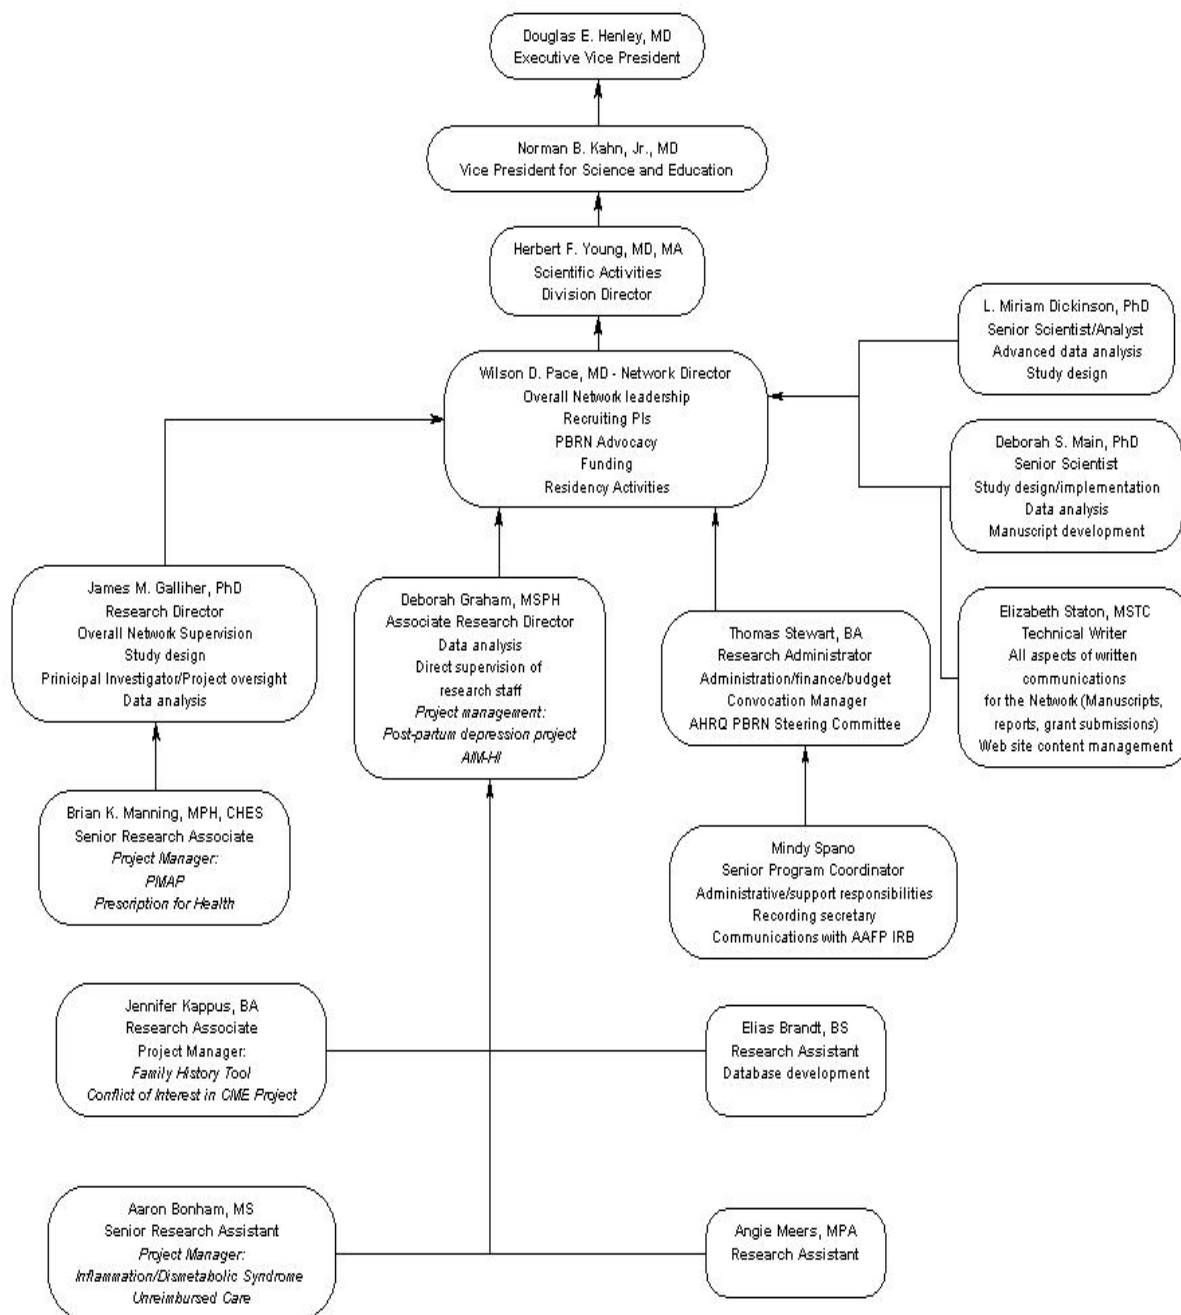 Douglas E. Henley, MD
Executive Vice President
Norman B. Kahn, Jr., MD
Vice President for Science and Education
Herbert F. Young, MD, MA
Scientific Activities
Division Director
L. Miriam Dickinson, PhD
Senior Scientist/Analyst
Advanced data analysis
Study design
Wilson D. Pace, MD - Network Director
Overall Network leadership
Recruiting PIs
PBRN Advocacy
Funding
Residency Activities
Deborah S. Main, PhD
Senior Scientist
Study design/implementation
Data analysis
Manuscript development
James M. Galliher, PhD
Research Director
Overall Network Supervision
Study design
Prinicipal Investigator/Project oversight
Data analysis
Deborah Graham, MSPH
Associate Research Director
Data analysis
Direct supervision of
research staff
Project management:
Post-partum depression project
AIM-HI
Thomas Stewart, BA
Research Administrator
Administration/finance/budget
Convocation Manager
AHRQ PBRN Steering Committee
Elizabeth Staton, MSTC
Technical Writer
All aspects of written
communications
for the Network (Manuscripts,
reports, grant submissions)
Web site content management
Brian K. Manning, MPH, CHES
Senior Research Associate
Project Manager:
PMAP
Prescription for Health
Mindy Spano
Senior Program Coordinator
Administrative/support responsibilities
Recording secretary
Communications with AAFP IRB
Jennifer Kappus, BA
Research Associate
Project Manager:
Family History Tool
Conflict of Interest in CME Project
Elias Brandt, BS
Research Assistant
Database development
Aaron Bonham, MS
Senior Research Assistant
Project Manager:
Inflammation/Dismetabolic Syndrome
Unreimbursed Care
Angie Meers, MPA
Research Assistant